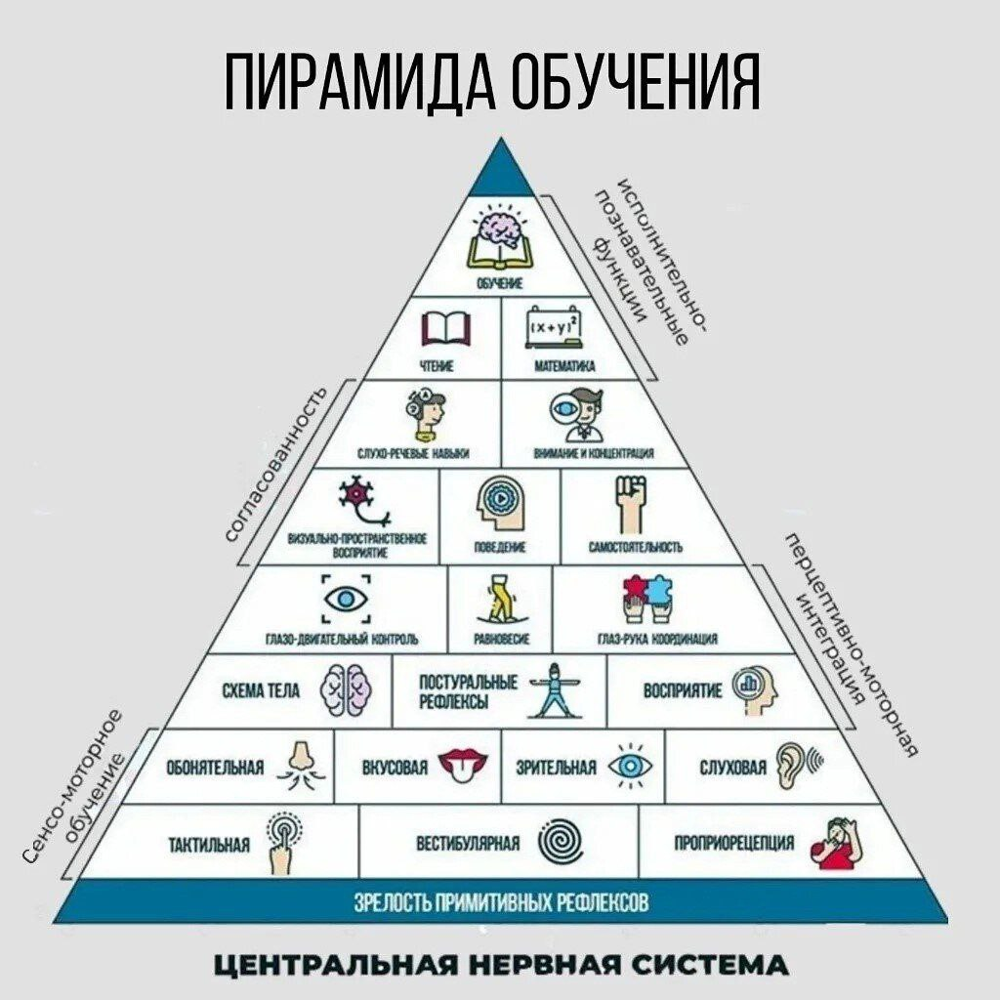 ПИРАМИДА ОБУЧЕНИЯ
исполнительно-
познавательные
функции
ОБУЧЕНИЕ
(x+y)²
ЧТЕНИЕ
МАТЕМАТИКА
согласованность
A
2
СЛУХО-РЕЧЕВЫЕ НАВЫКИ
ВНИМАНИЕ И КОНЦЕНТРАЦИЯ
ВИЗУАЛЬНО-ПРОСТРАНСТВЕННОЕ
ВОСПРИЯТИЕ
ПОВЕДЕНИЕ
САМОСТОЯТЕЛЬНОСТЬ
перцептивно-моторная
интеграция
ГЛАЗО-ДВИГАТЕЛЬНЫЙ КОНТРОЛЬ
РАВНОВЕСИЕ
ГЛАЗ-РУКА КООРДИНАЦИЯ
СХЕМА ТЕЛА
ПОСТУРАЛЬНЫЕ
РЕФЛЕКСЫ
ВОСПРИЯТИЕ
Сенсо-моторное
обучение
ОБОНЯТЕЛЬНАЯ
ВКУСОВАЯ
ЗРИТЕЛЬНАЯ
СЛУХОВАЯ
ТАКТИЛЬНАЯ
ВЕСТИБУЛЯРНАЯ
ПРОПРИОРЕЦЕПЦИЯ
ЗРЕЛОСТЬ ПРИМИТИВНЫХ РЕФЛЕКСОВ
ЦЕНТРАЛЬНАЯ НЕРВНАЯ СИСТЕМА